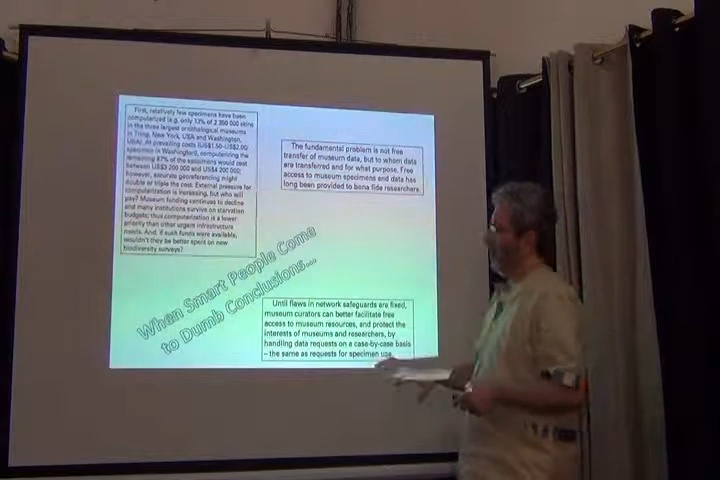 First, relatively few specimens have been
computerized (e.g. only 13% of 2 350 000 skins
in the three largest ornithological museums
in Tring, New York, USA and Washington,
USA). At prevailing costs (US$1.50–US$2.00/
specimen in Washington), computerizing the
remaining 87% of the specimens would cost
between US$3 200 000 and US$4 200 000;
however, accurate georeferencing might
double or triple the cost. External pressure for
computerization is increasing, but who will
pay? Museum funding continues to decline
and many institutions survive on starvation
budgets; thus computerization is a lower
priority than other urgent infrastructure
needs. And, if such funds were available,
wouldn't they be better spent on new
biodiversity surveys?
The fundamental problem is not free
transfer of museum data, but to whom data
are transferred and for what purpose. Free
access to museum specimens and data has
long been provided to bona fide researchers.
When Smart People Come
to Dumb Conclusions...
Until flaws in network safeguards are fixed,
museum curators can better facilitate free
access to museum resources, and protect the
interests of museums and researchers, by
handling data requests on a case-by-case basis
– the same as requests for specimen use.